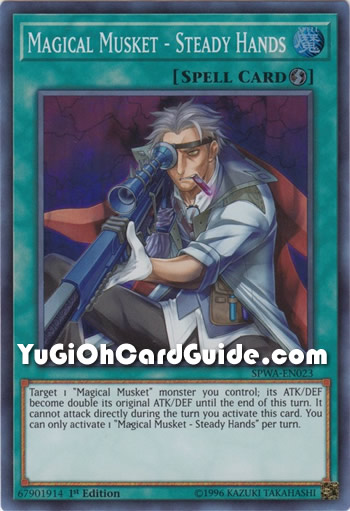 MAGICAL MUSKET - STEADY HANDS
SPELL
魔
[SPELL CARD]
YuGiOhCardGuide.com
SPWA-EN023
Target 1 "Magical Musket" monster you control; its ATK/DEF
become double its original ATK/DEF until the end of this turn. It
cannot attack directly during the turn you activate this card. You
can only activate 1 "Magical Musket - Steady Hands" per turn.
67901914 1st Edition ©1996 KAZUKI TAKAHASHI